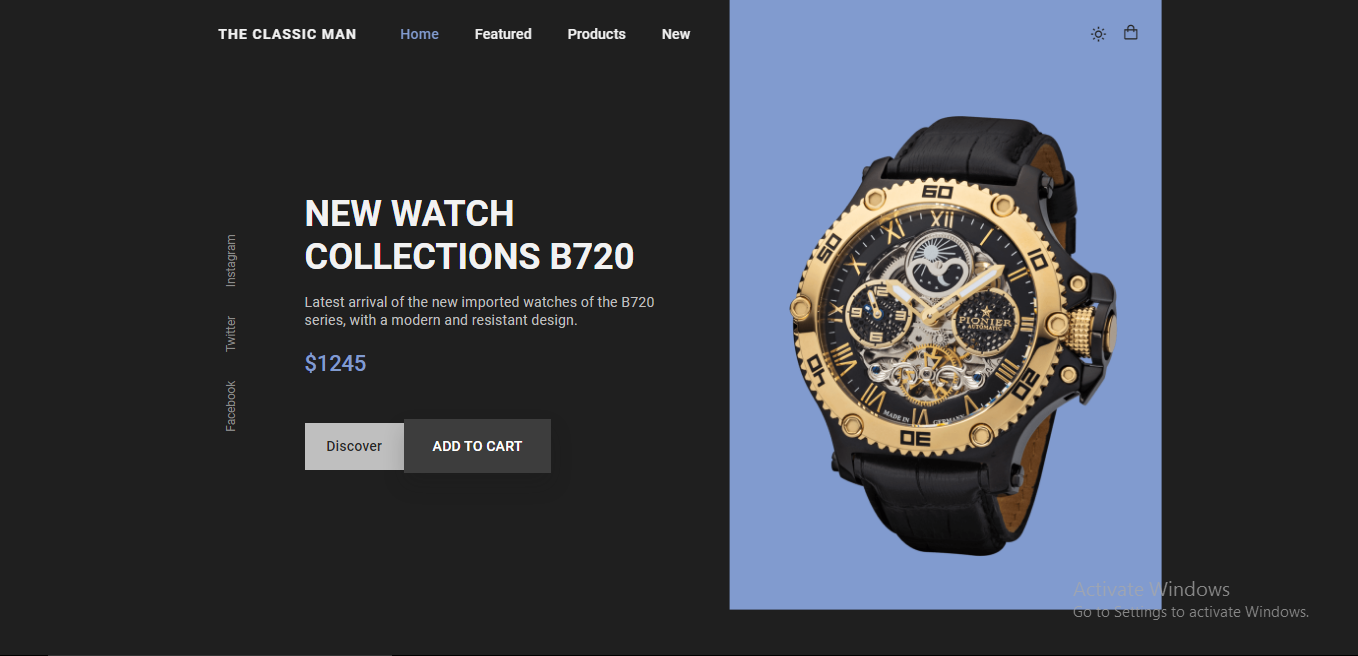 THE CLASSIC MAN
Home
Featured
Products
New
Instagram
Twitter
Facebook
NEW WATCH
COLLECTIONS B720
Latest arrival of the new imported watches of the B720
series, with a modern and resistant design.
$1245
Discover
ADD TO CART
60
10
20
30
40
50
XII
PIONIER
AUTOMATIC
MADE IN GERMANY
Activate Windows
Go to Settings to activate Windows.